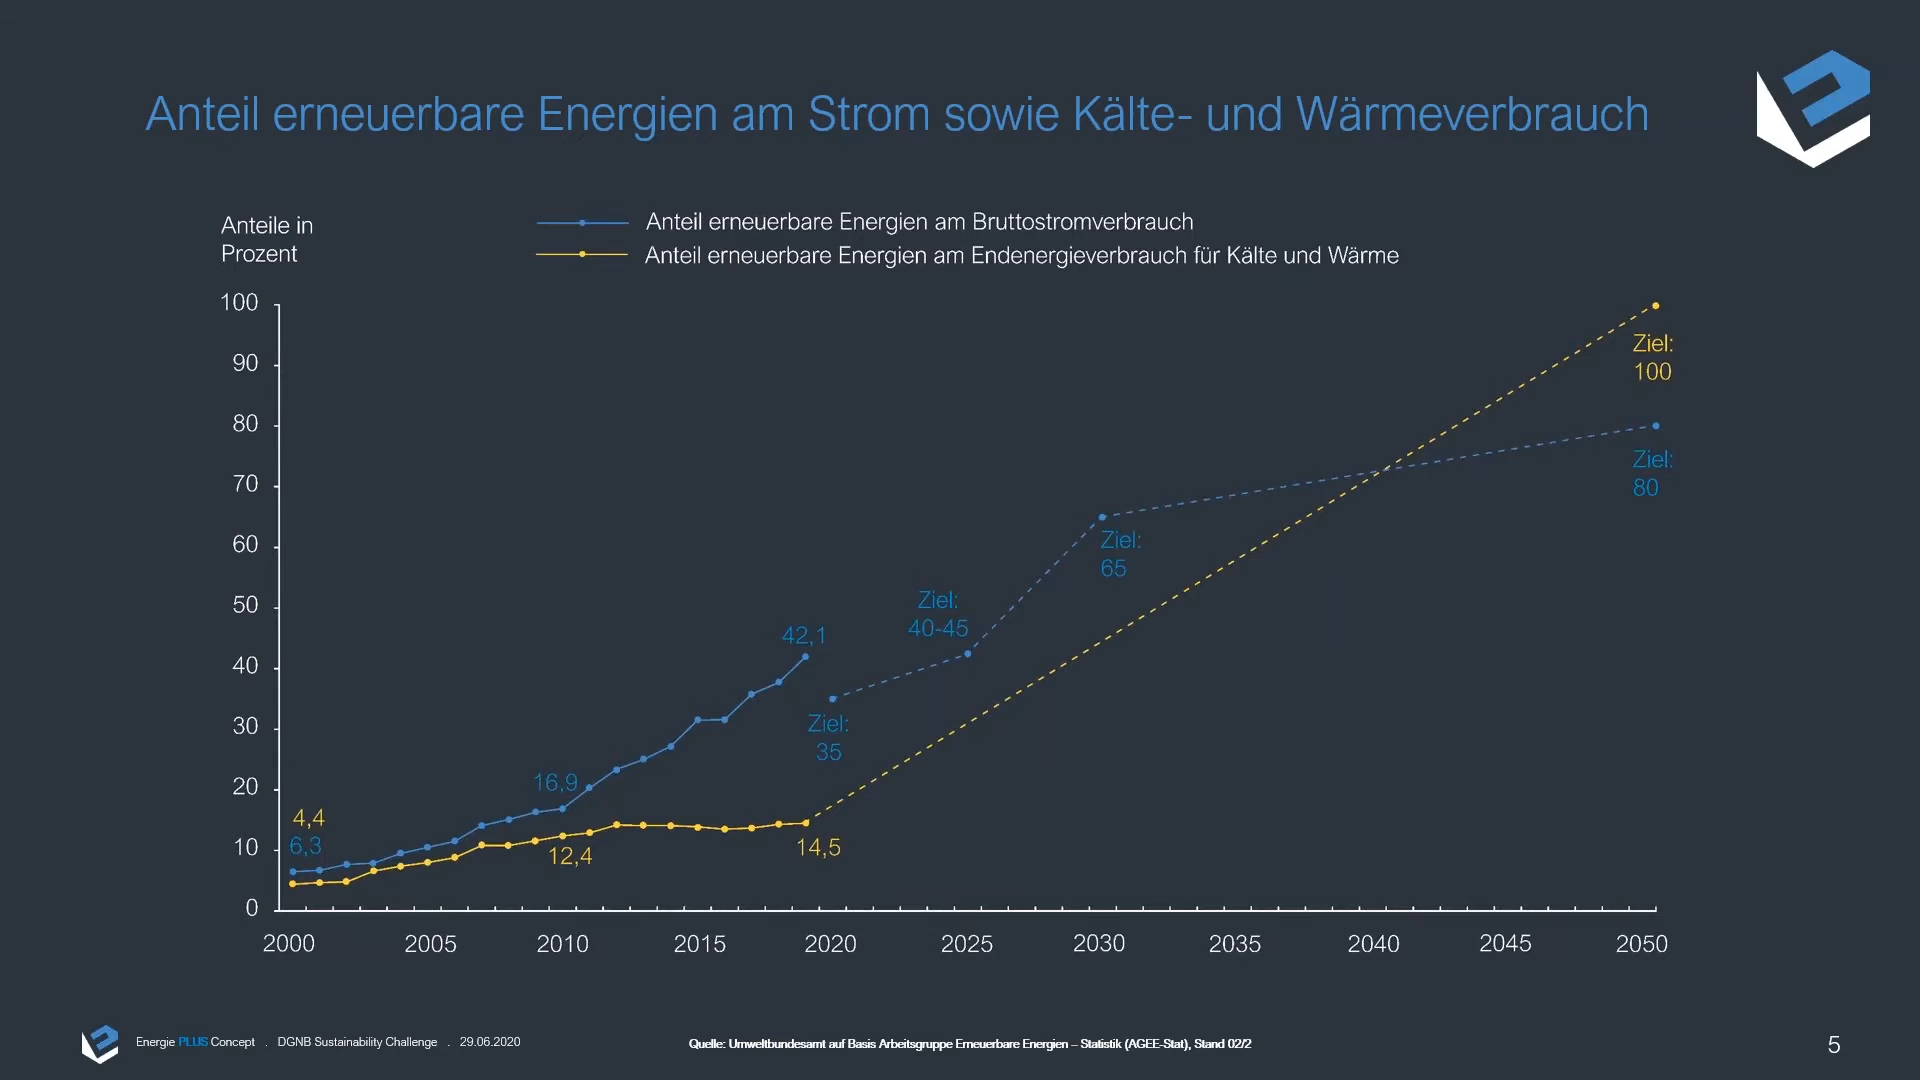 Anteil erneuerbare Energien am Strom sowie Kälte- und Wärmeverbrauch
Anteile in
Prozent
Anteil erneuerbare Energien am Bruttostromverbrauch
Anteil erneuerbare Energien am Endenergieverbrauch für Kälte und Wärme
100
90
80
70
60
50
40
30
20
10
0
4,4
6,3
16,9
12,4
42,1
14,5
Ziel:
35
Ziel:
40-45
Ziel:
65
Ziel:
100
Ziel:
80
2000 2005 2010 2015 2020 2025 2030 2035 2040 2045 2050
Energie PLUS Concept . DGNB Sustainability Challenge . 29.06.2020
Quelle: Umweltbundesamt auf Basis Arbeitsgruppe Erneuerbare Energien – Statistik (AGEE-Stat), Stand 02/2
5